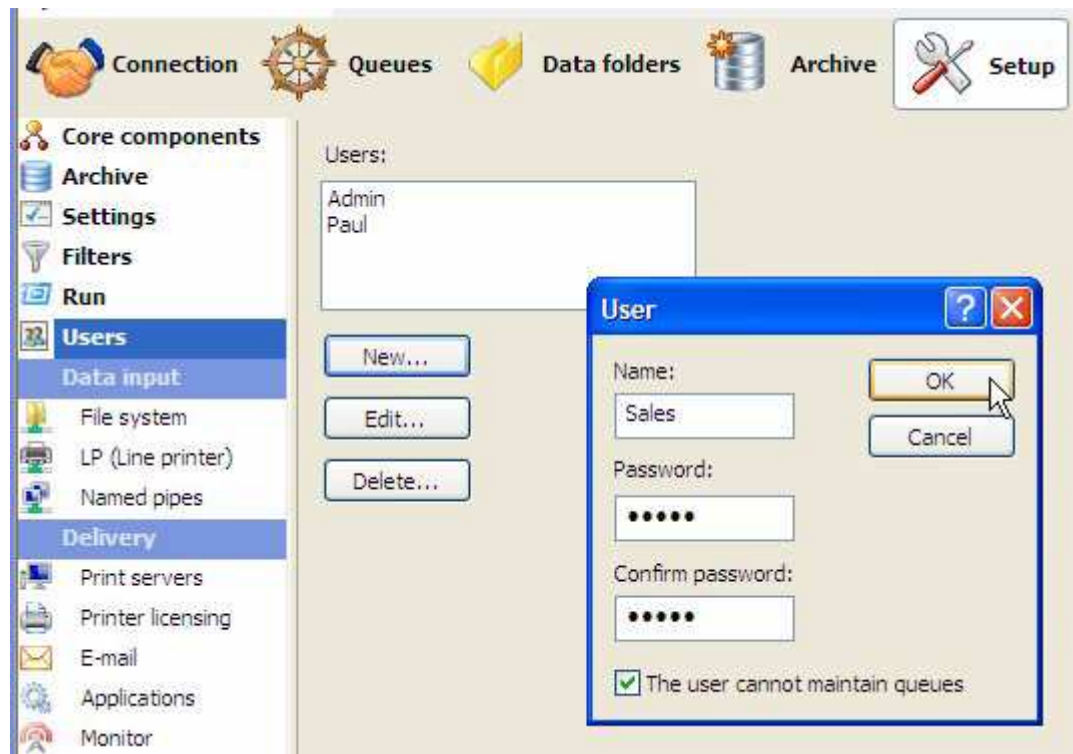 Connection
Queues
Data folders
Archive
Setup
Core components
Archive
Settings
Filters
Run
Users
Data input
File system
LP (Line printer)
Named pipes
Delivery
Print servers
Printer licensing
E-mail
Applications
Monitor
Users:
Admin
Paul
New...
Edit...
Delete...
User
Name:
Sales
Password:
•••••
Confirm password:
•••••
The user cannot maintain queues
OK
Cancel